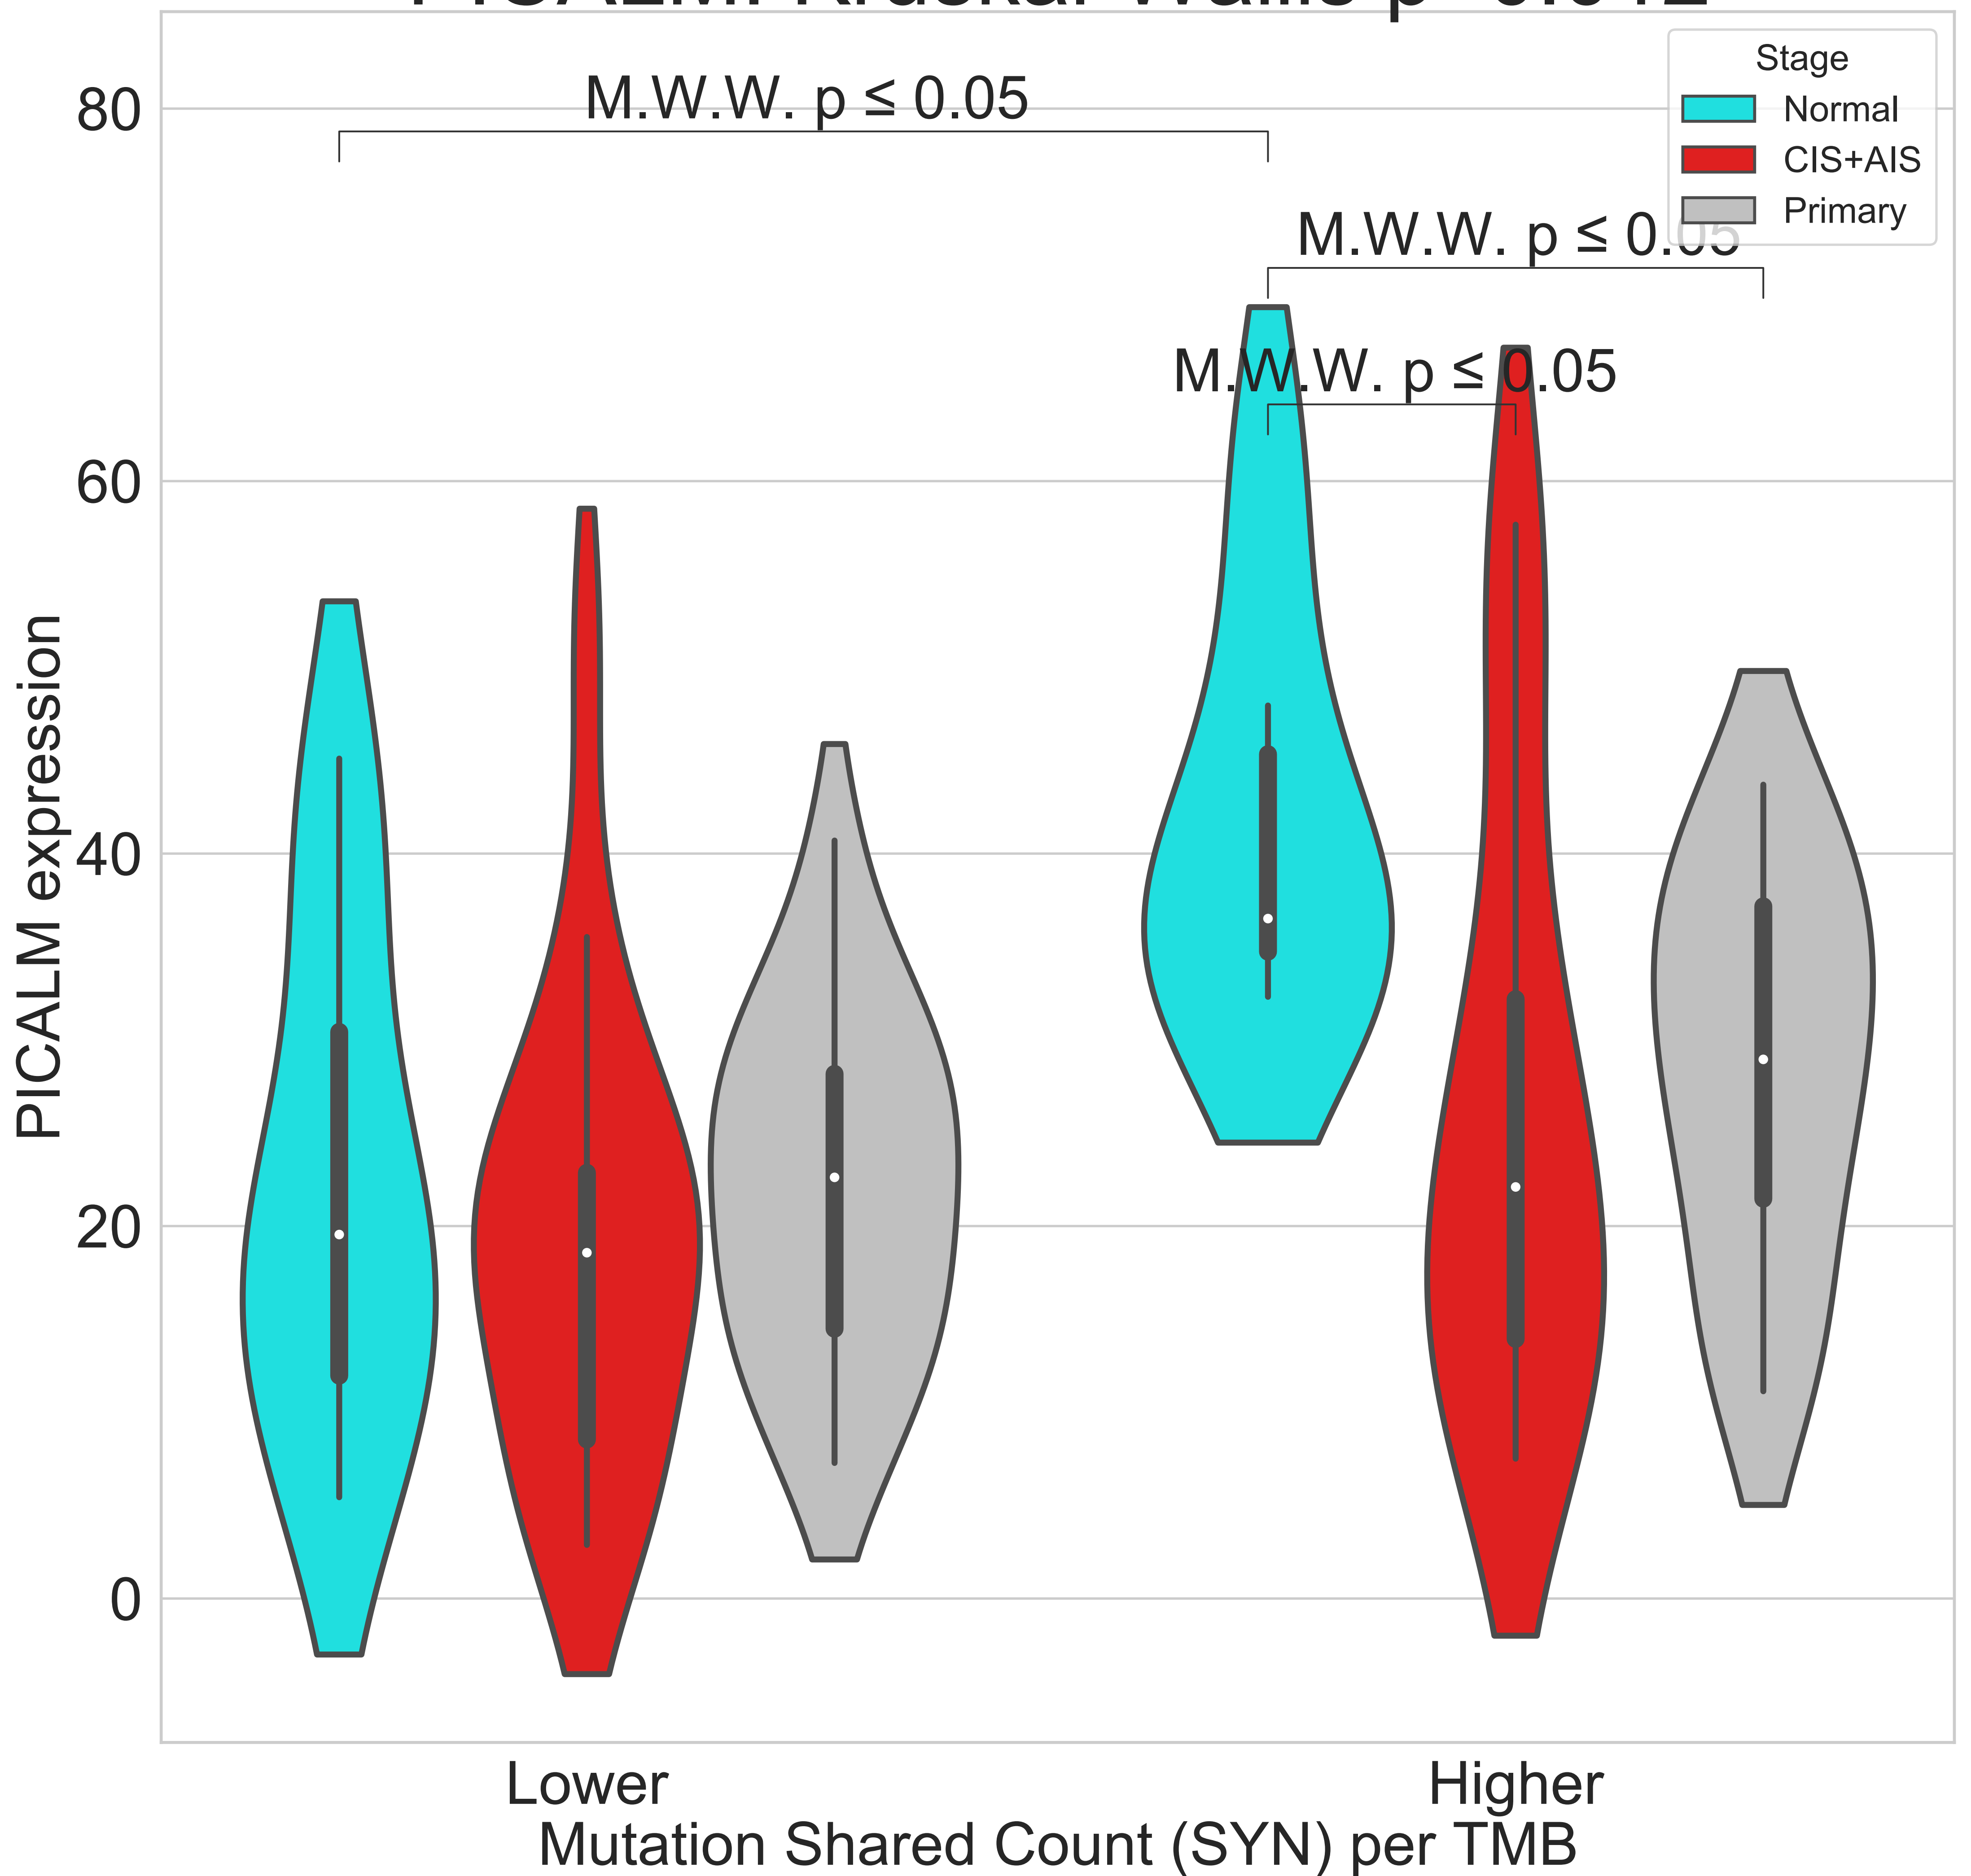 Stage
Normal
CIS+AIS
Primary
M.W.W. p ≤ 0.05
M.W.W. p ≤ 0.05
M.W.W. p ≤ 0.05
80
60
40
20
0
PICALM expression
Lower
Higher
Mutation Shared Count (SYN) per TMB